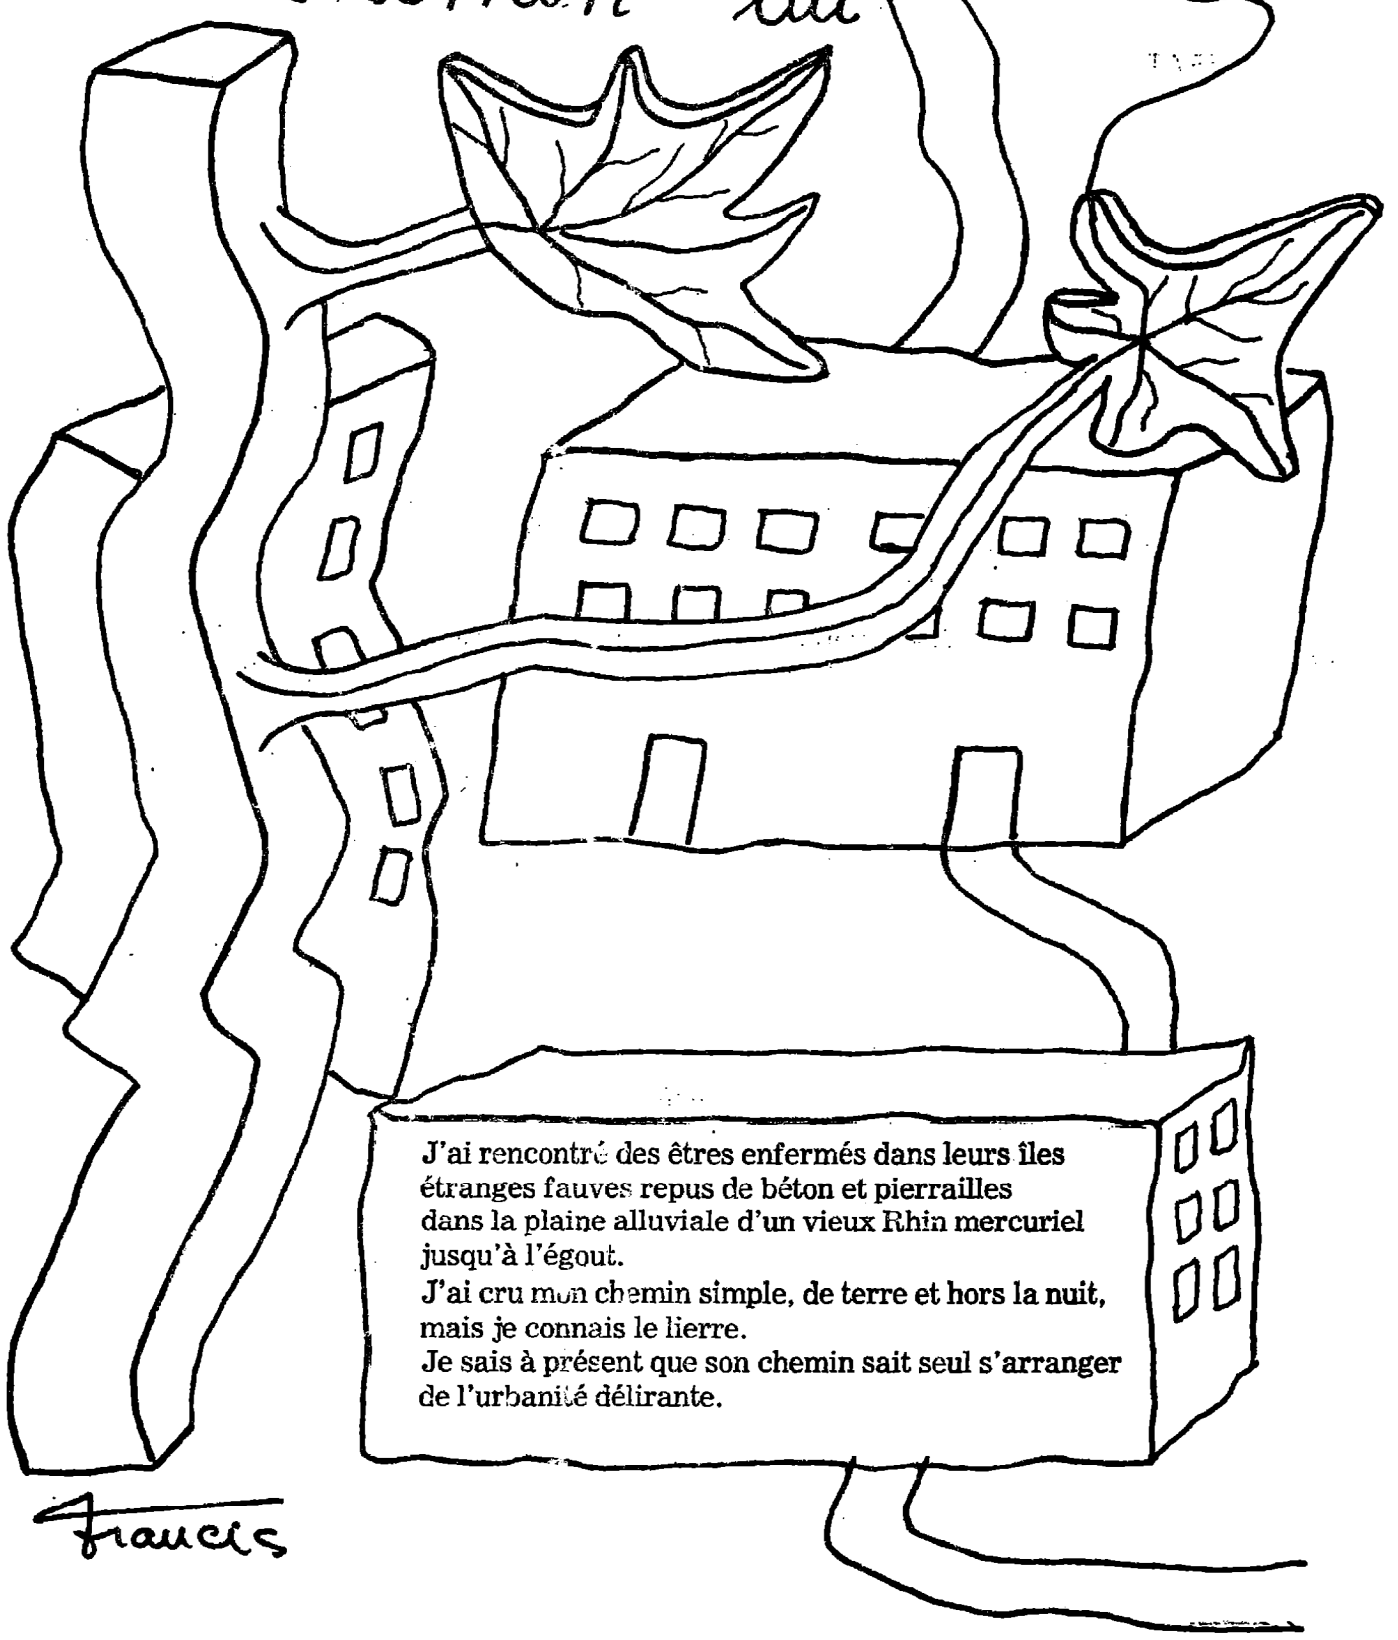 J'ai rencontré des êtres enfermés dans leurs îles
étranges fauves repus de béton et pierrailles
dans la plaine alluviale d'un vieux Rhin mercuriel
jusqu'à l'égout.
J'ai cru mon chemin simple, de terre et hors la nuit,
mais je connais le lierre.
Je sais à présent que son chemin sait seul s'arranger
de l'urbanité délirante.
Francis